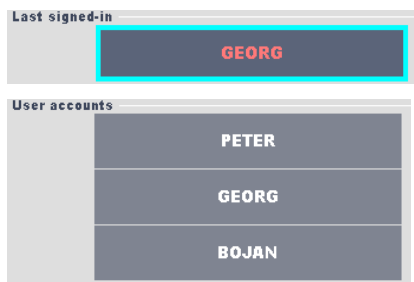 Last signed-in
GEORG
User accounts
PETER
GEORG
BOJAN